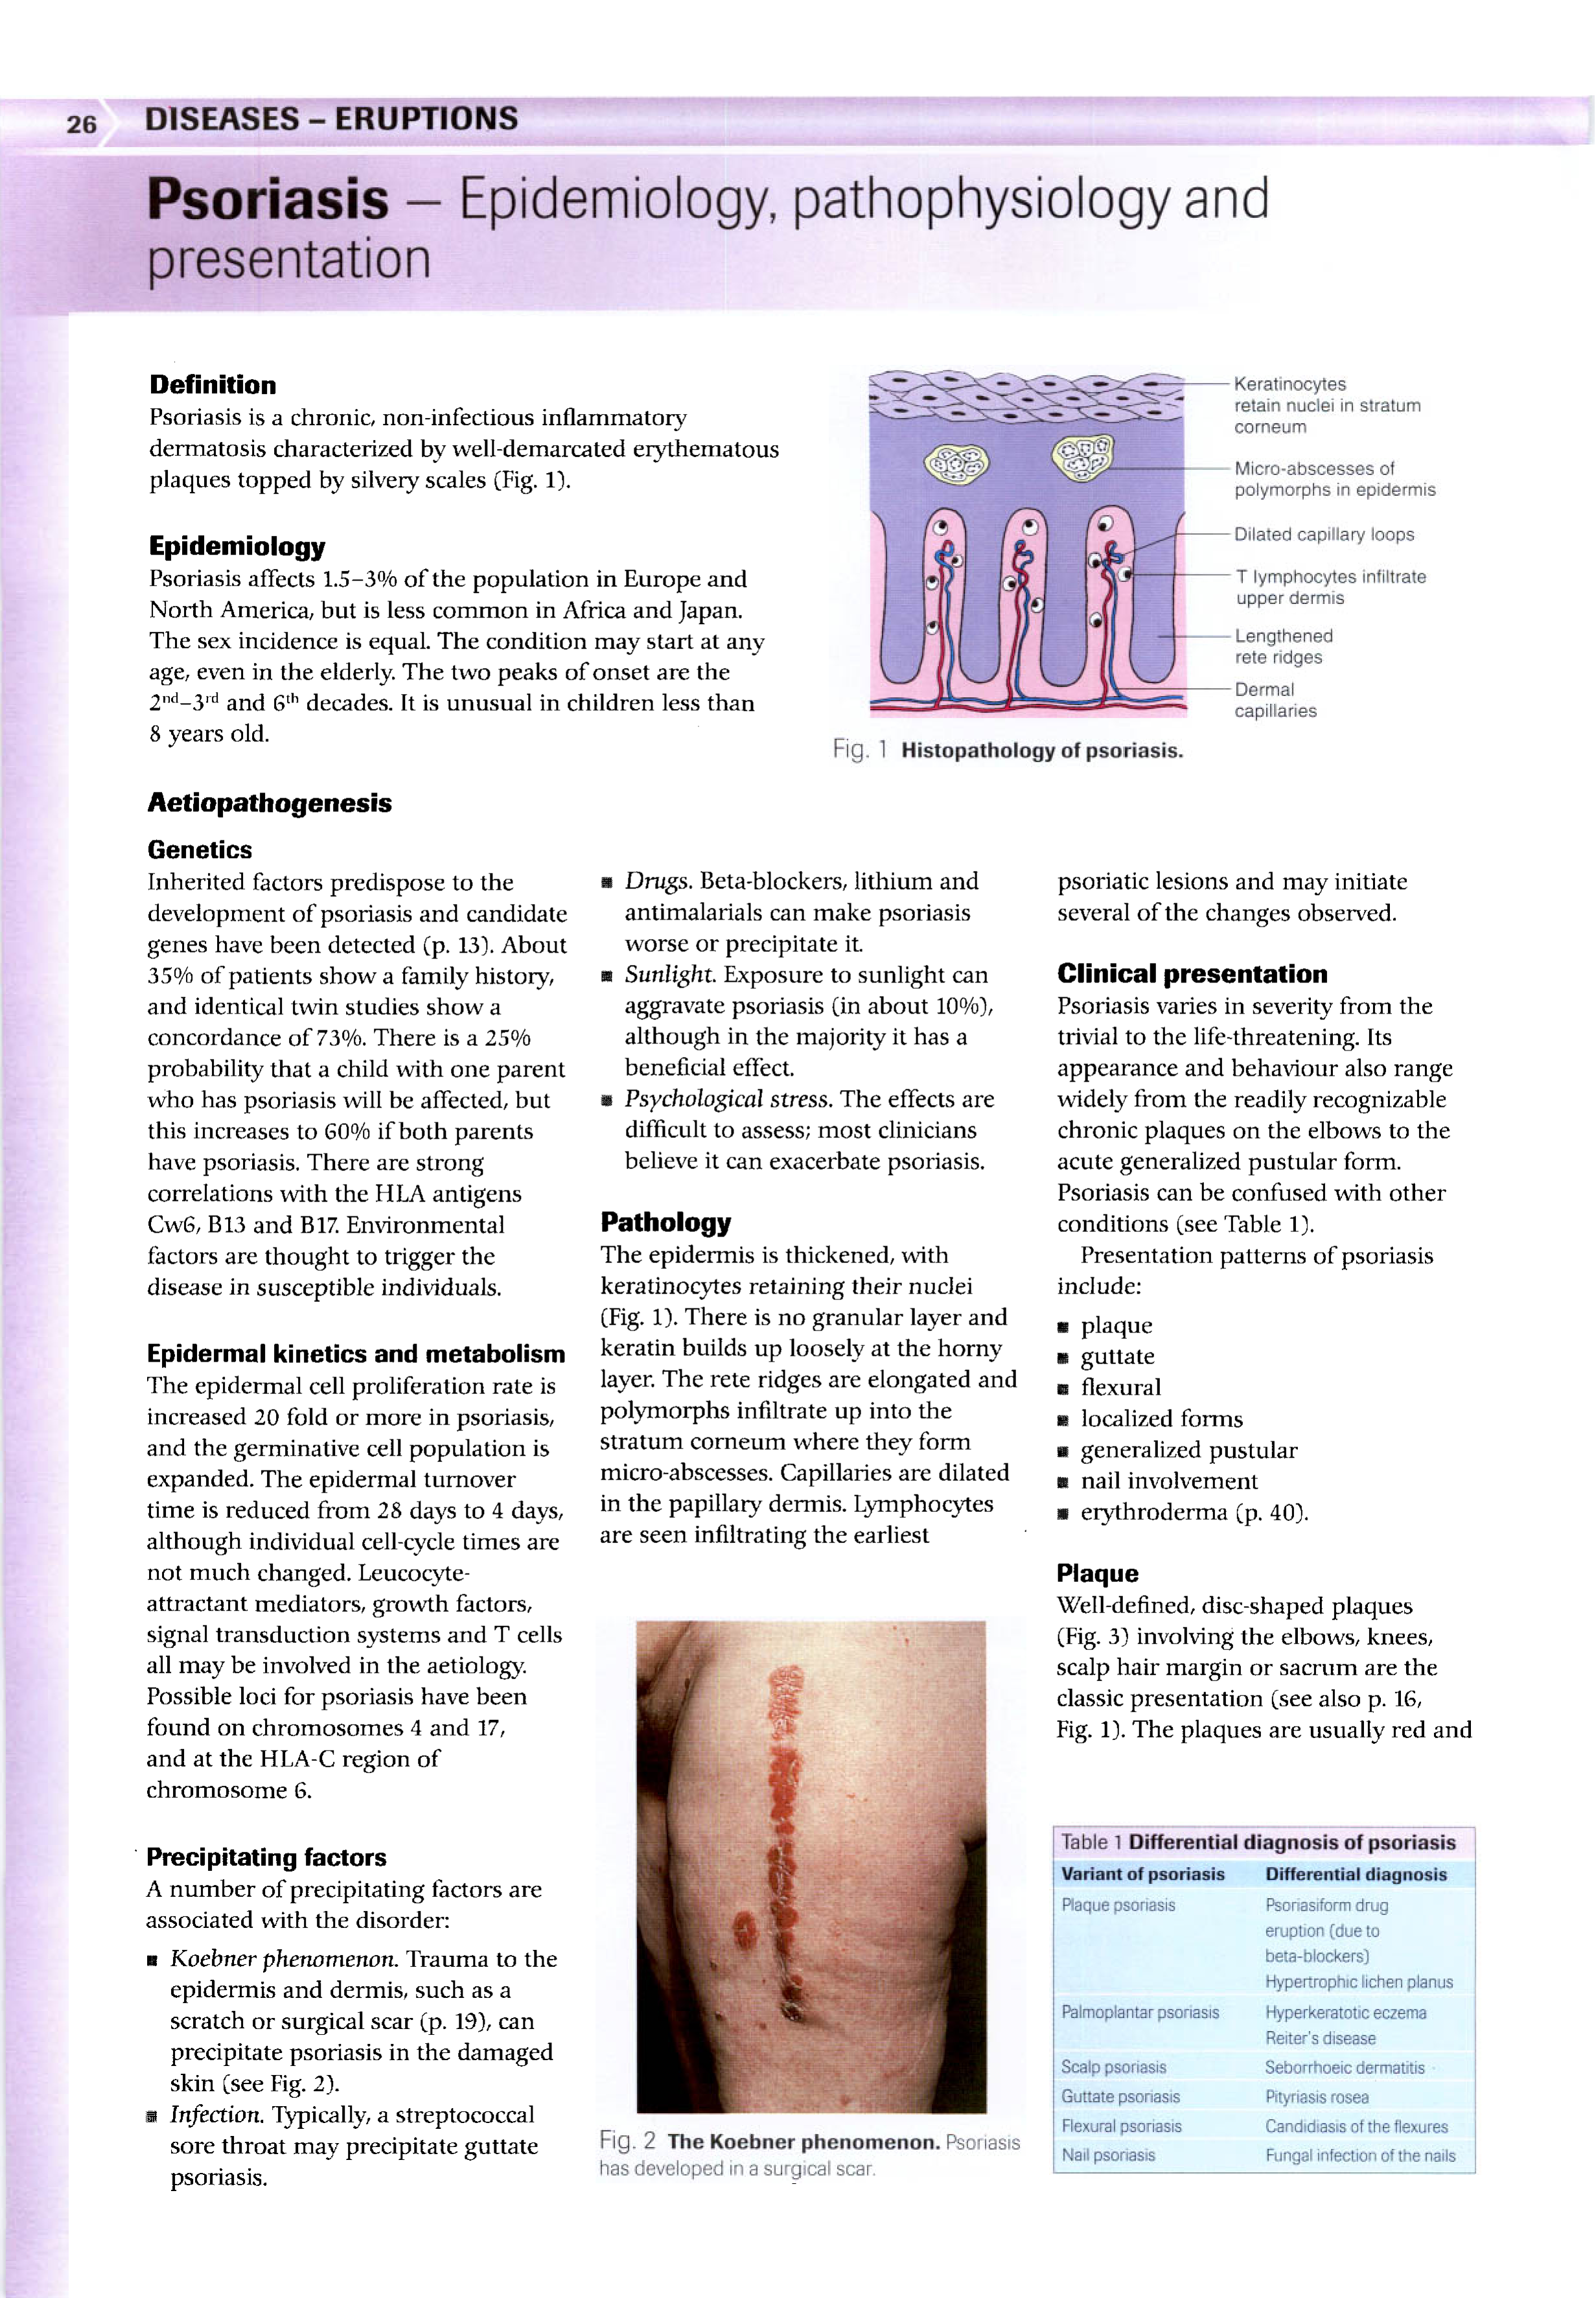 26
DISEASES – ERUPTIONS
Psoriasis – Epidemiology, pathophysiology and
presentation
Definition
Psoriasis is a chronic, non-infectious inflammatory
dermatosis characterized by well-demarcated erythematous
plaques topped by silvery scales (Fig. 1).
Epidemiology
Psoriasis affects 1.5–3% of the population in Europe and
North America, but is less common in Africa and Japan.
The sex incidence is equal. The condition may start at any
age, even in the elderly. The two peaks of onset are the
2nd–3rd and 6th decades. It is unusual in children less than
8 years old.
Keratinocytes
retain nuclei in stratum
corneum
Micro-abscesses of
polymorphs in epidermis
Dilated capillary loops
T lymphocytes infiltrate
upper dermis
Lengthened
rete ridges
Dermal
capillaries
Fig. 1 Histopathology of psoriasis.
Aetiopathogenesis
Genetics
Inherited factors predispose to the
development of psoriasis and candidate
genes have been detected (p. 13). About
35% of patients show a family history,
and identical twin studies show a
concordance of 73%. There is a 25%
probability that a child with one parent
who has psoriasis will be affected, but
this increases to 60% if both parents
have psoriasis. There are strong
correlations with the HLA antigens
Cw6, B13 and B17. Environmental
factors are thought to trigger the
disease in susceptible individuals.
Epidermal kinetics and metabolism
The epidermal cell proliferation rate is
increased 20 fold or more in psoriasis,
and the germinative cell population is
expanded. The epidermal turnover
time is reduced from 28 days to 4 days,
although individual cell-cycle times are
not much changed. Leucocyte-
attractant mediators, growth factors,
signal transduction systems and T cells
all may be involved in the aetiology.
Possible loci for psoriasis have been
found on chromosomes 4 and 17,
and at the HLA-C region of
chromosome 6.
Precipitating factors
A number of precipitating factors are
associated with the disorder:
■ Koebner phenomenon. Trauma to the
epidermis and dermis, such as a
scratch or surgical scar (p. 19), can
precipitate psoriasis in the damaged
skin (see Fig. 2).
■ Infection. Typically, a streptococcal
sore throat may precipitate guttate
psoriasis.
■ Drugs. Beta-blockers, lithium and
antimalarials can make psoriasis
worse or precipitate it.
■ Sunlight. Exposure to sunlight can
aggravate psoriasis (in about 10%),
although in the majority it has a
beneficial effect.
■ Psychological stress. The effects are
difficult to assess; most clinicians
believe it can exacerbate psoriasis.
Pathology
The epidermis is thickened, with
keratinocytes retaining their nuclei
(Fig. 1). There is no granular layer and
keratin builds up loosely at the horny
layer. The rete ridges are elongated and
polymorphs infiltrate up into the
stratum corneum where they form
micro-abscesses. Capillaries are dilated
in the papillary dermis. Lymphocytes
are seen infiltrating the earliest
Fig. 2 The Koebner phenomenon. Psoriasis
has developed in a surgical scar.
psoriatic lesions and may initiate
several of the changes observed.
Clinical presentation
Psoriasis varies in severity from the
trivial to the life-threatening. Its
appearance and behaviour also range
widely from the readily recognizable
chronic plaques on the elbows to the
acute generalized pustular form.
Psoriasis can be confused with other
conditions (see Table 1).
Presentation patterns of psoriasis
include:
■ plaque
■ guttate
■ flexural
■ localized forms
■ generalized pustular
■ nail involvement
■ erythroderma (p. 40).
Plaque
Well-defined, disc-shaped plaques
(Fig. 3) involving the elbows, knees,
scalp hair margin or sacrum are the
classic presentation (see also p. 16,
Fig. 1). The plaques are usually red and
Table 1 Differential diagnosis of psoriasis
Variant of psoriasis Differential diagnosis
Plaque psoriasis Psoriasiform drug
eruption (due to
beta-blockers)
Hypertrophic lichen planus
Palmoplantar psoriasis Hyperkeratotic eczema
Reiter's disease
Scalp psoriasis Seborrhoeic dermatitis
Guttate psoriasis Pityriasis rosea
Flexural psoriasis Candidiasis of the flexures
Nail psoriasis Fungal infection of the nails